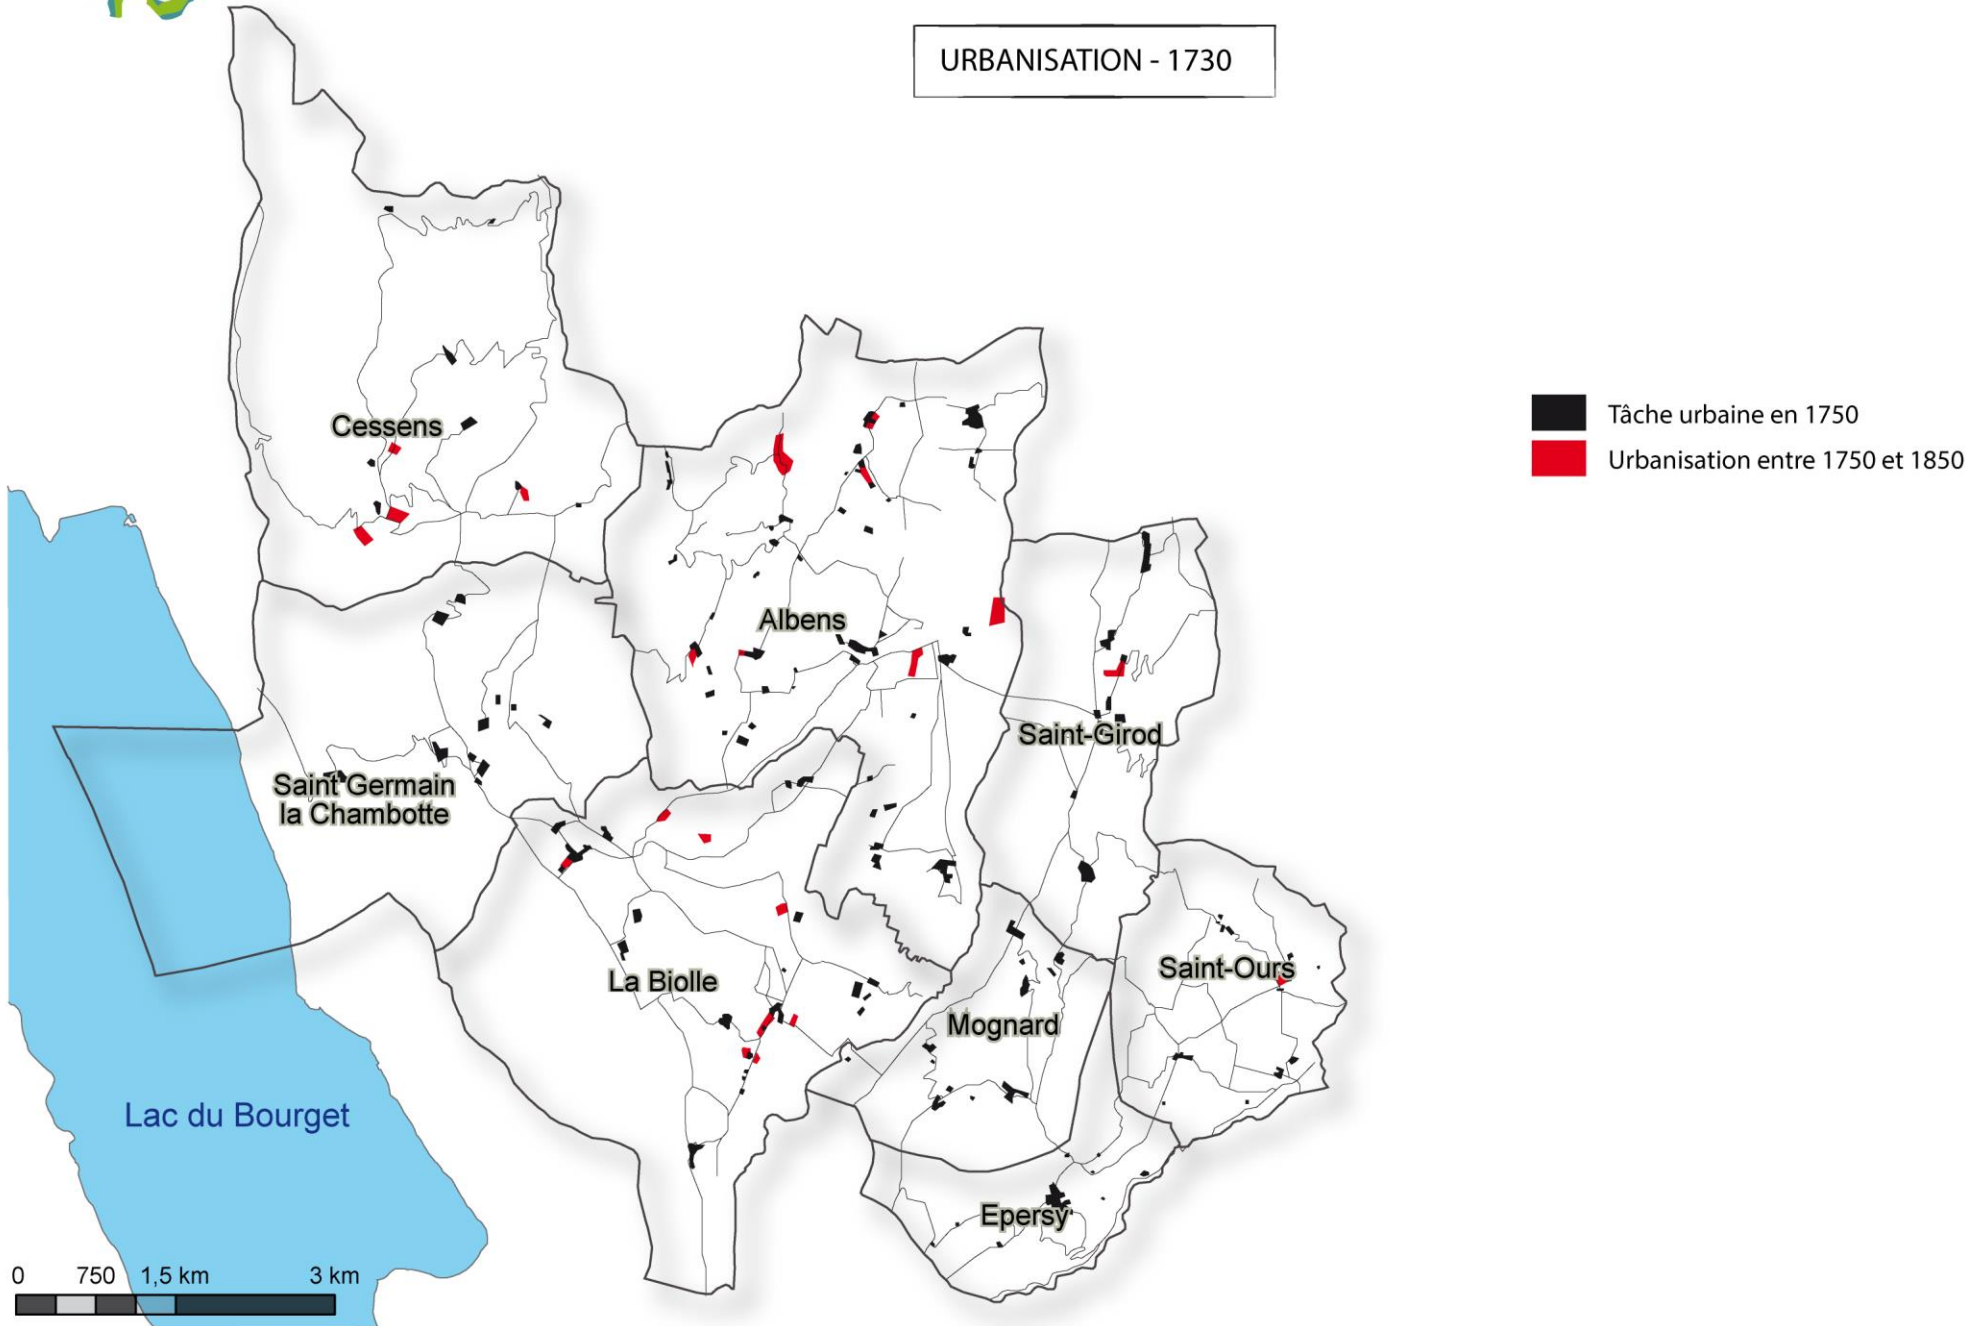 URBANISATION - 1730
Tâche urbaine en 1750
Urbanisation entre 1750 et 1850
Cessens
Albens
Saint-Girod
Saint Germain
la Chambotte
Saint-Ours
La Biolle
Mognard
Lac du Bourget
Epersy
0 750 1,5 km 3 km